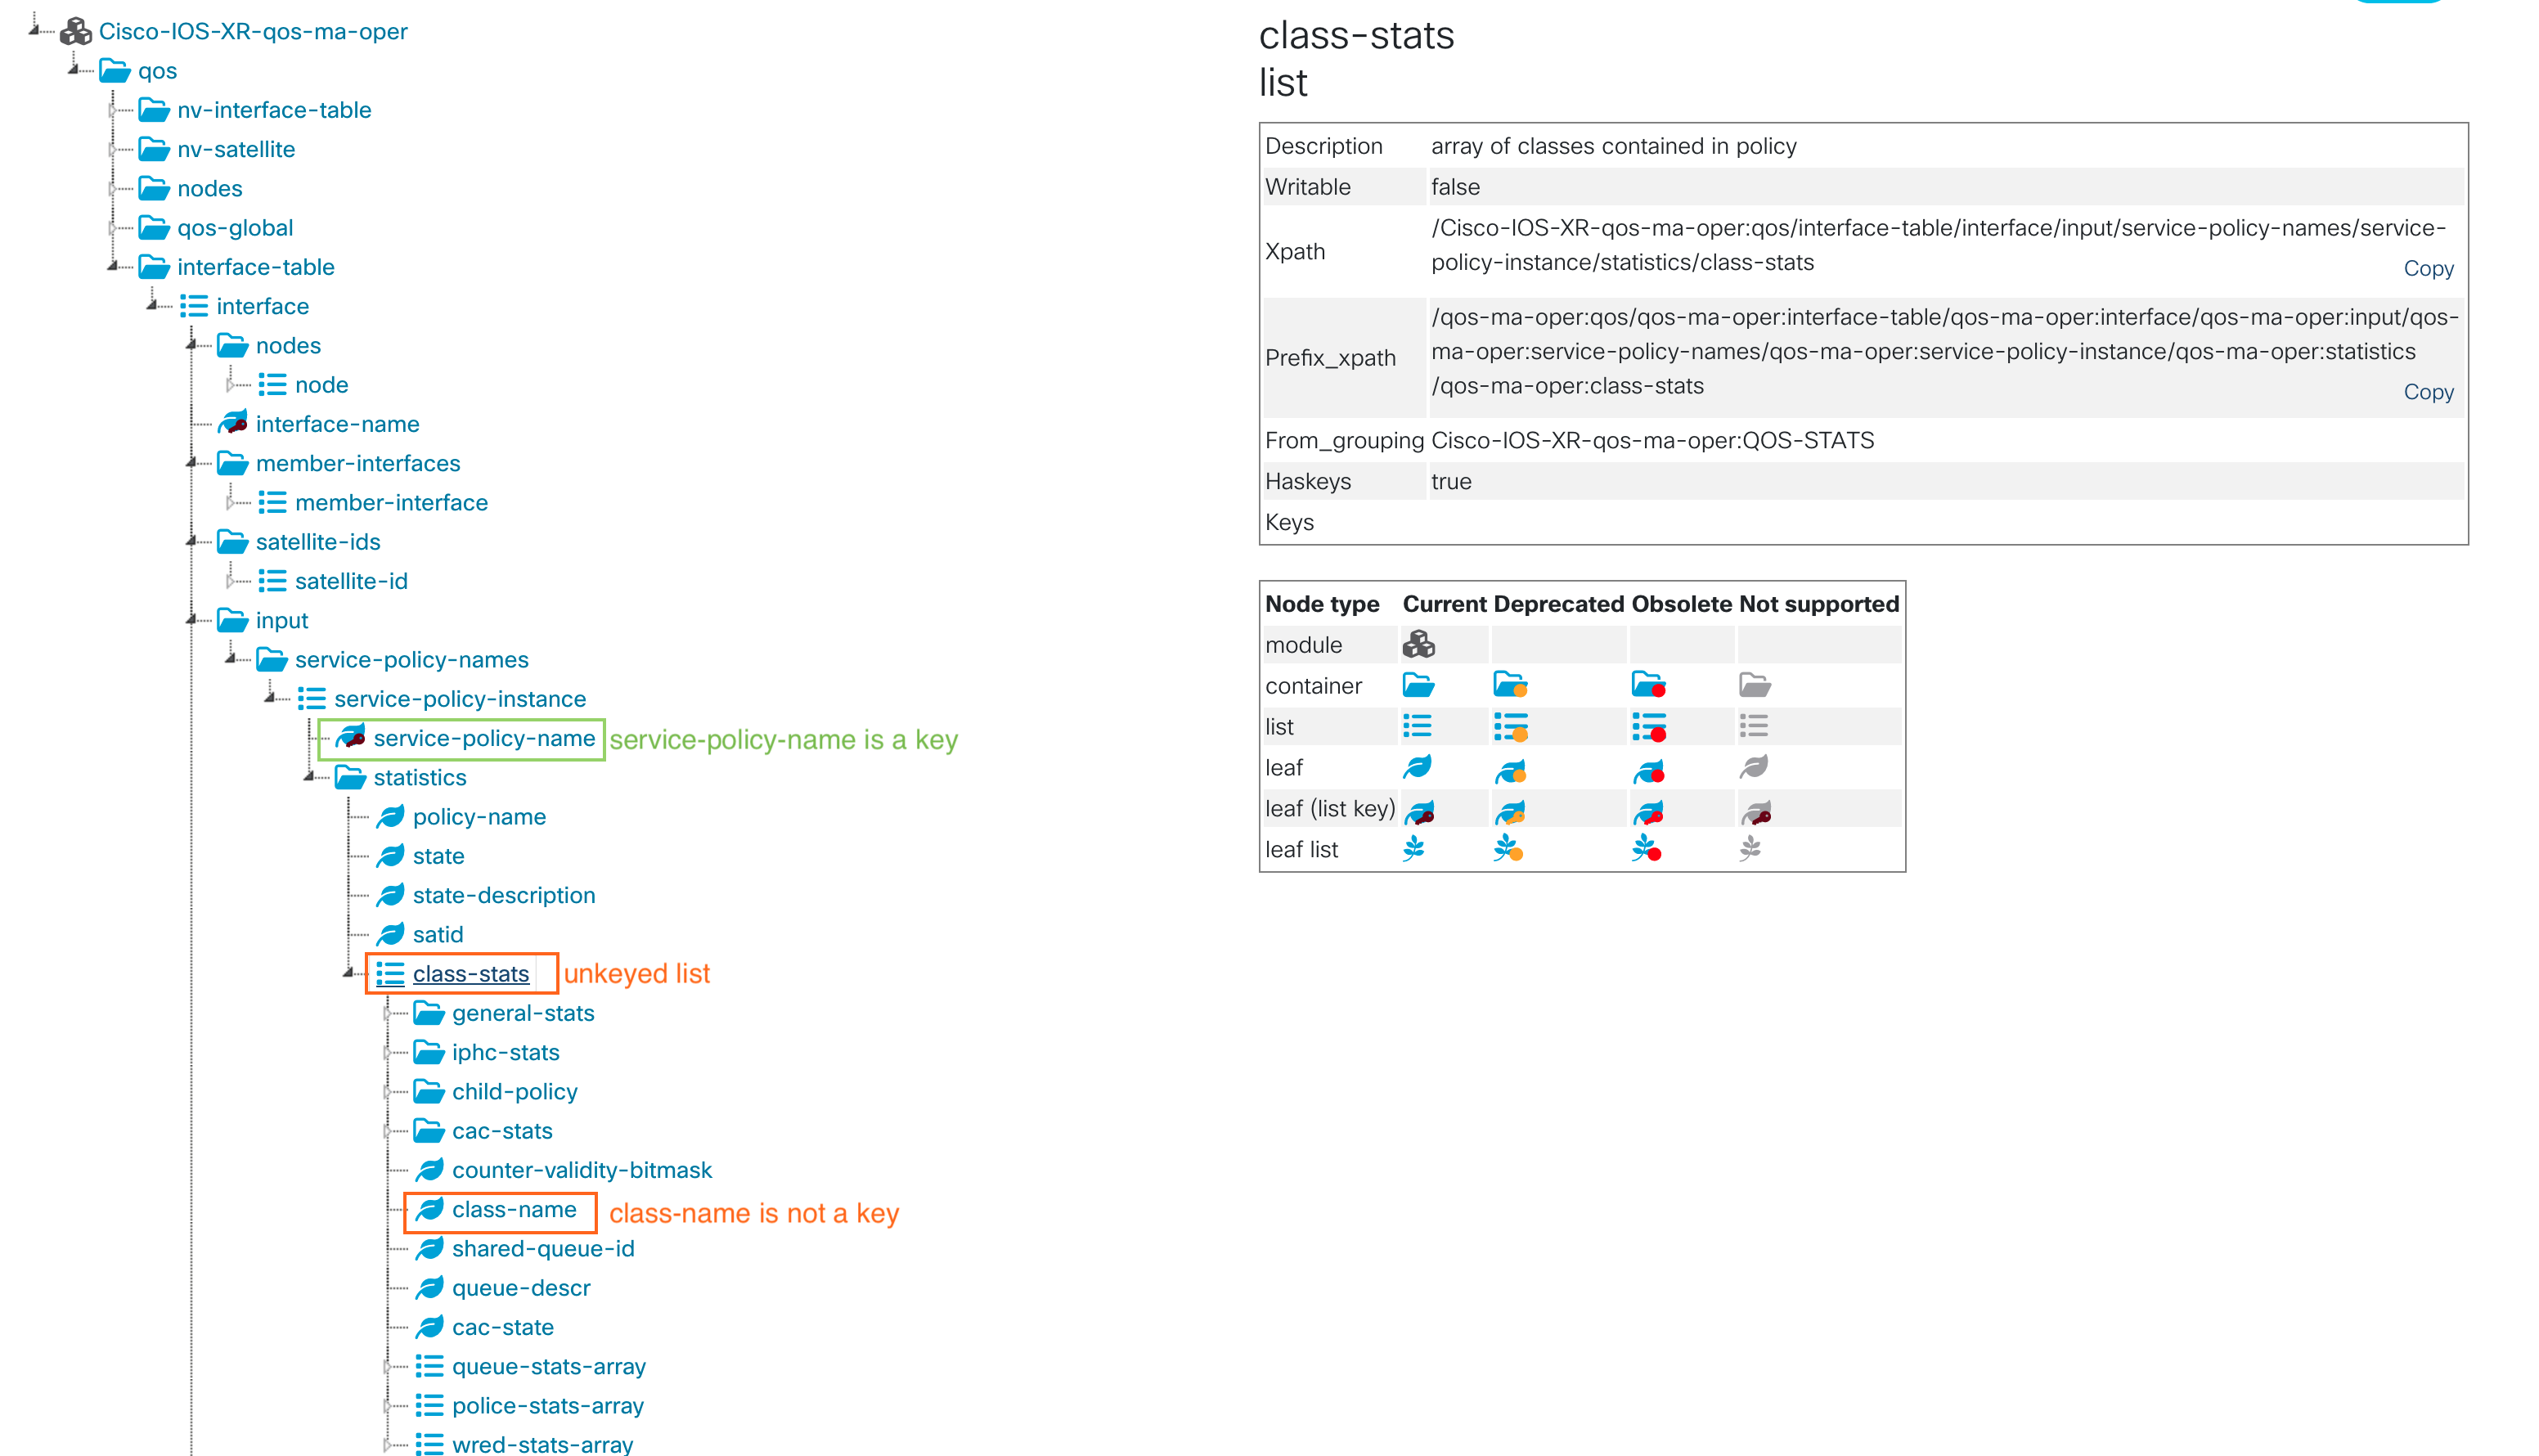 Cisco-IOS-XR-qos-ma-oper
qos
nv-interface-table
nv-satellite
nodes
qos-global
interface-table
interface
nodes
node
interface-name
member-interfaces
member-interface
satellite-ids
satellite-id
input
service-policy-names
service-policy-instance
service-policy-name service-policy-name is a key
statistics
policy-name
state
state-description
satid
class-stats unkeyed list
general-stats
iphc-stats
child-policy
cac-stats
counter-validity-bitmask
class-name class-name is not a key
shared-queue-id
queue-descr
cac-state
queue-stats-array
police-stats-array
wred-stats-array
class-stats
list
Description array of classes contained in policy
Writable false
Xpath /Cisco-IOS-XR-qos-ma-oper:qos/interface-table/interface/input/service-policy-names/service-
policy-instance/statistics/class-stats
Copy
Prefix_xpath /qos-ma-oper:qos/qos-ma-oper:interface-table/qos-ma-oper:interface/qos-ma-oper:input/qos-
ma-oper:service-policy-names/qos-ma-oper:service-policy-instance/qos-ma-oper:statistics
/qos-ma-oper:class-stats
Copy
From_grouping Cisco-IOS-XR-qos-ma-oper:QOS-STATS
Haskeys true
Keys
Node type Current Deprecated Obsolete Not supported
module
container
list
leaf
leaf (list key)
leaf list